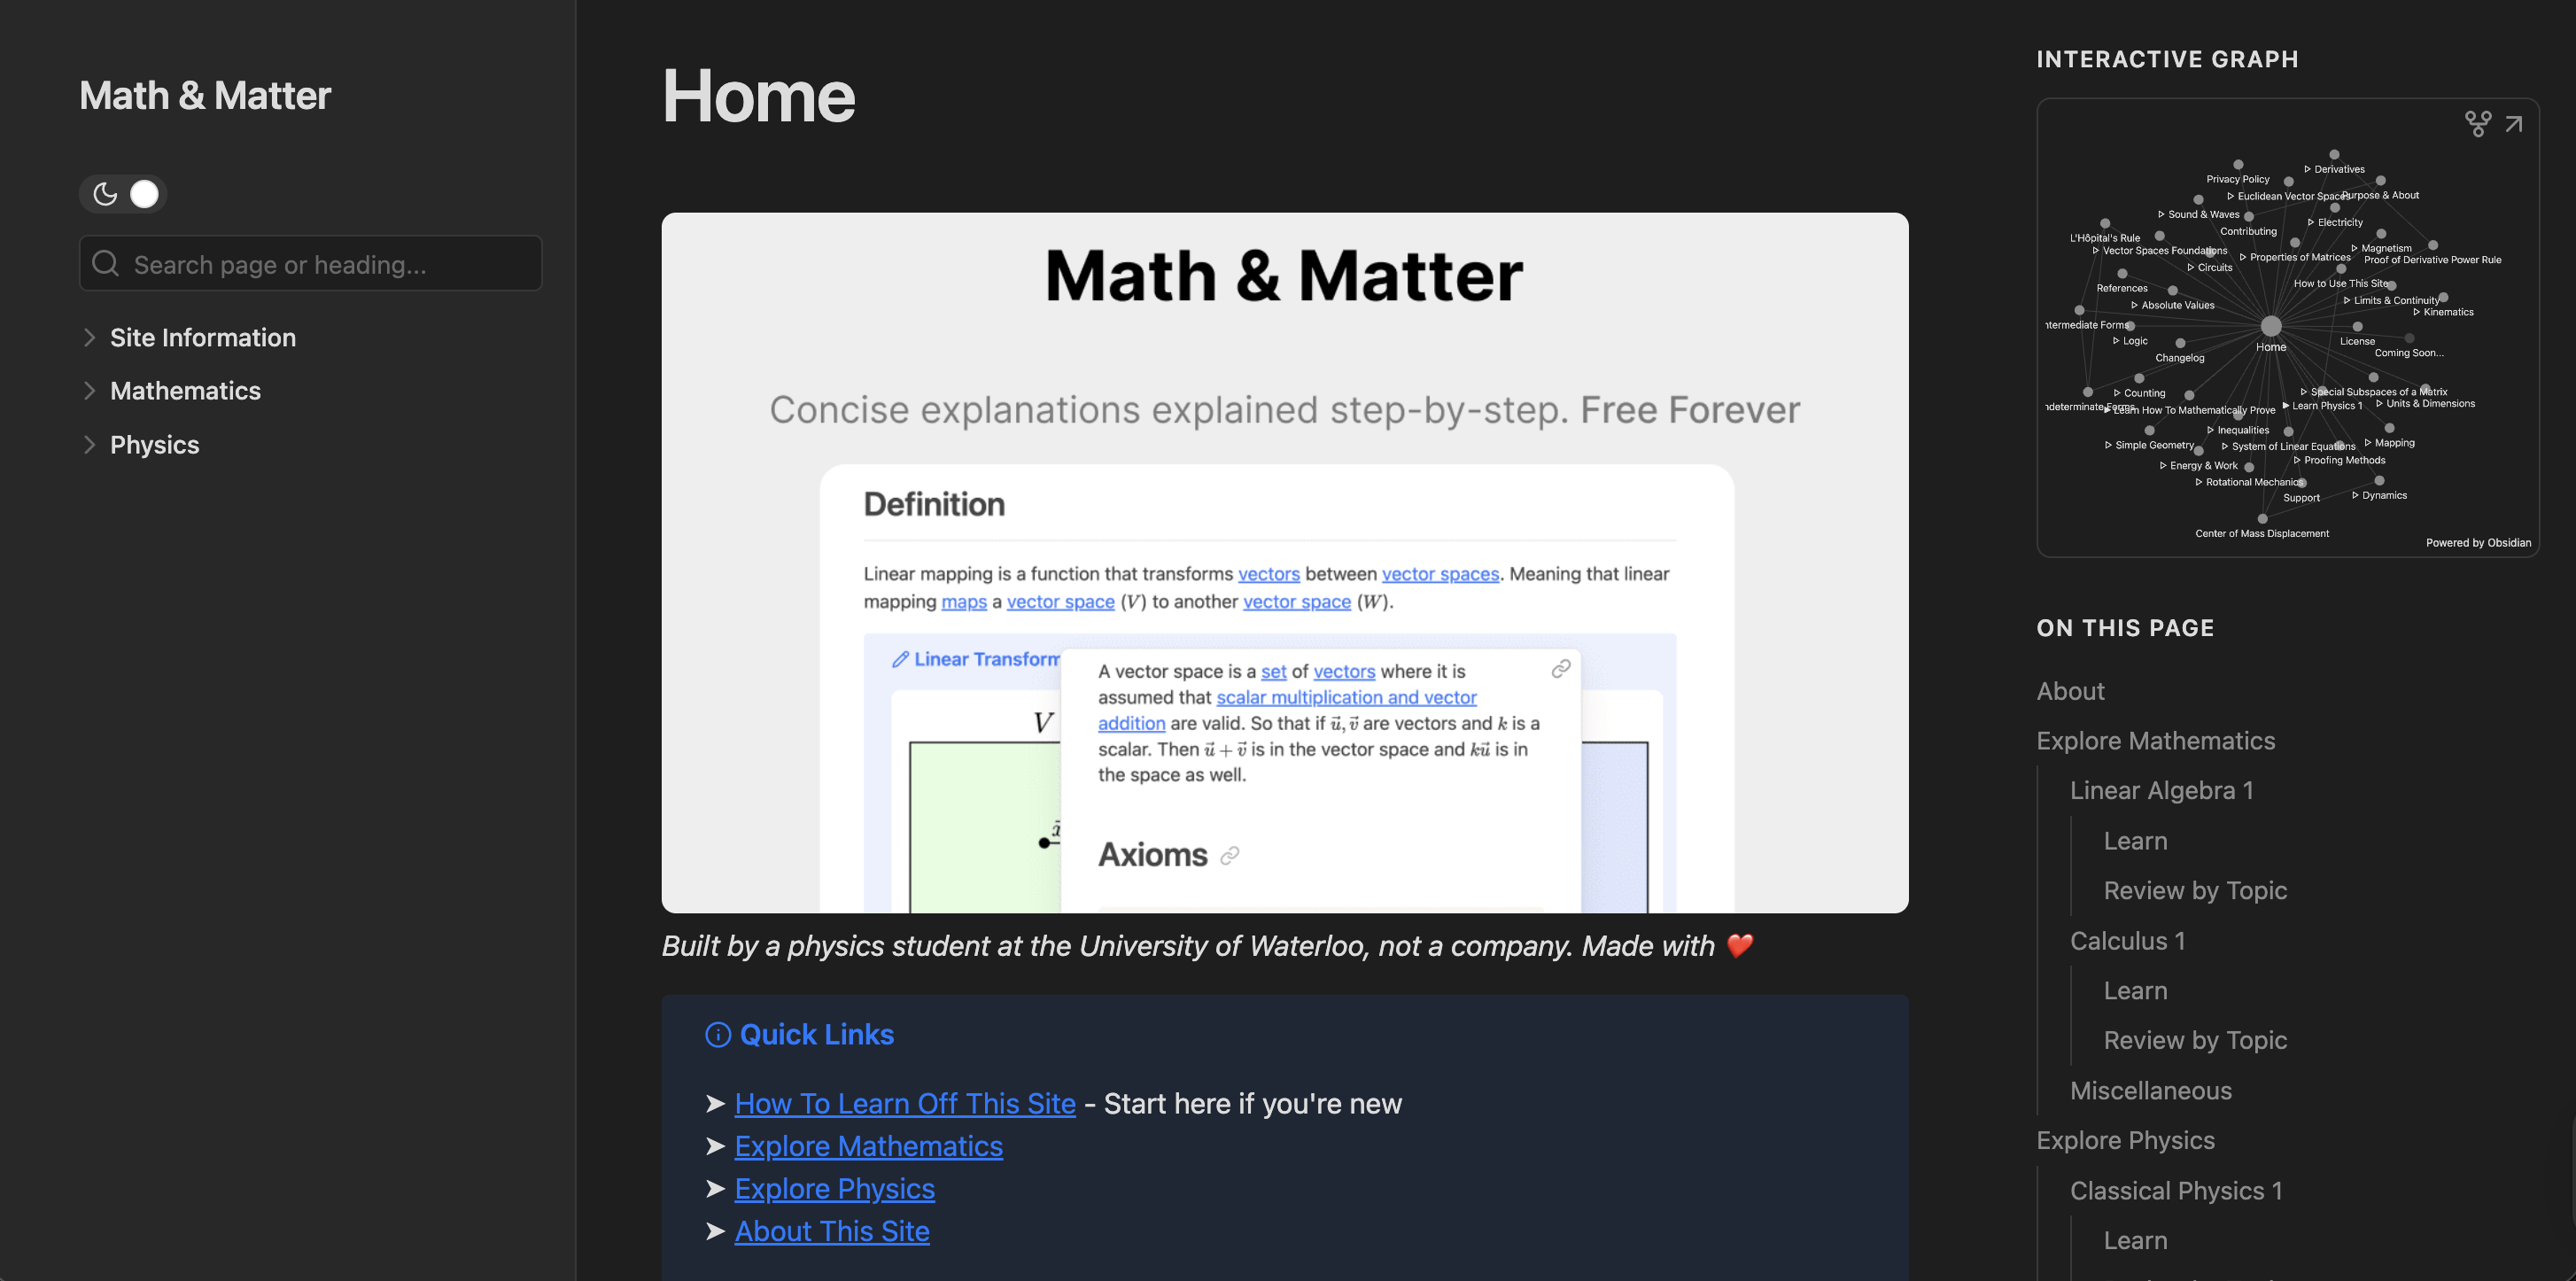 Math & Matter
Search page or heading...
Site Information
Mathematics
Physics
Home
Math & Matter
Concise explanations explained step-by-step. Free Forever
Definition
Linear mapping is a function that transforms vectors between vector spaces. Meaning that linear
mapping maps a vector space (V) to another vector space (W).
Linear Transform
V
A vector space is a set of vectors where it is
assumed that scalar multiplication and vector
addition are valid. So that if u⃗, v⃗ are vectors and k is a
scalar. Then u⃗ + v⃗ is in the vector space and ku⃗ is in
the space as well.
Axioms
Built by a physics student at the University of Waterloo, not a company. Made with ❤️
Quick Links
➤ How To Learn Off This Site - Start here if you're new
➤ Explore Mathematics
➤ Explore Physics
➤ About This Site
INTERACTIVE GRAPH
▷ Derivatives
Privacy Policy
▷ Euclidean Vector Spaces
Purpose & About
▷ Sound & Waves
▷ Electricity
Contributing
L'Hôpital's Rule
▷ Magnetism
▷ Vector Spaces Foundations
▷ Properties of Matrices
Proof of Derivative Power Rule
▷ Circuits
How to Use This Site
References
▷ Limits & Continuity
▷ Absolute Values
▷ Kinematics
ntermediate Forms
▷ Logic
License
Home
Changelog
Coming Soon...
▷ Counting
▷ Special Subspaces of a Matrix
ndeterminate Forms
▶ Learn How To Mathematically Prove
▶ Learn Physics 1
▷ Units & Dimensions
▷ Inequalities
▷ Simple Geometry
▷ System of Linear Equations
▷ Mapping
▷ Energy & Work
▷ Proofing Methods
▷ Rotational Mechanics
Support
▷ Dynamics
Center of Mass Displacement
Powered by Obsidian
ON THIS PAGE
About
Explore Mathematics
Linear Algebra 1
Learn
Review by Topic
Calculus 1
Learn
Review by Topic
Miscellaneous
Explore Physics
Classical Physics 1
Learn